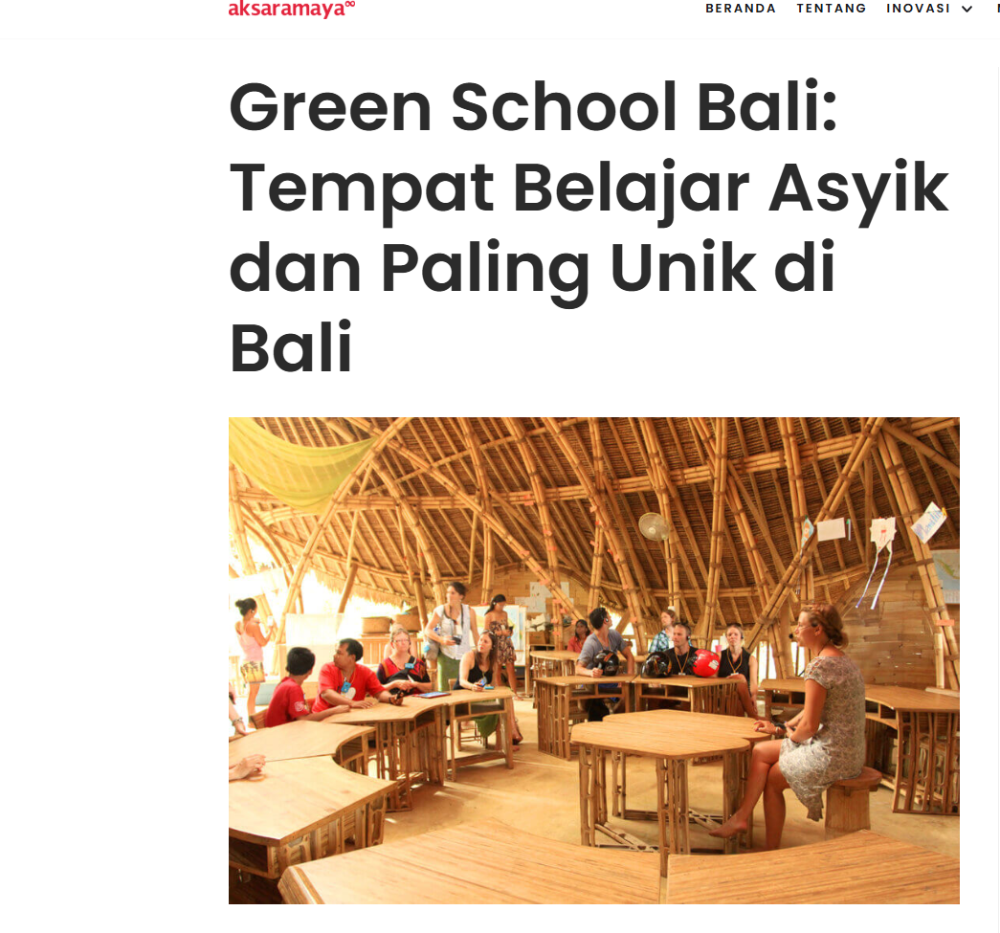 aksaramaya∞
BERANDA TENTANG INOVASI
Green School Bali:
Tempat Belajar Asyik
dan Paling Unik di
Bali